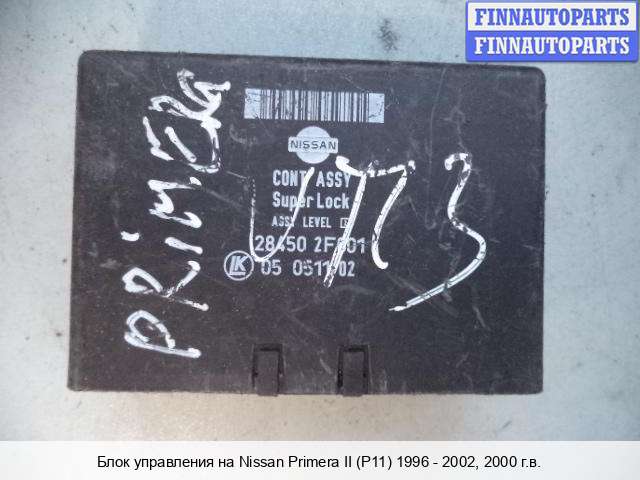 FINNAUTOPARTS
FINNAUTOPARTS
NISSAN
CONT ASSY
Super Lock
ASSY LEVEL
28450
LK 05
PRIMERA
Блок управления на Nissan Primera II (P11) 1996 - 2002, 2000 г.в.